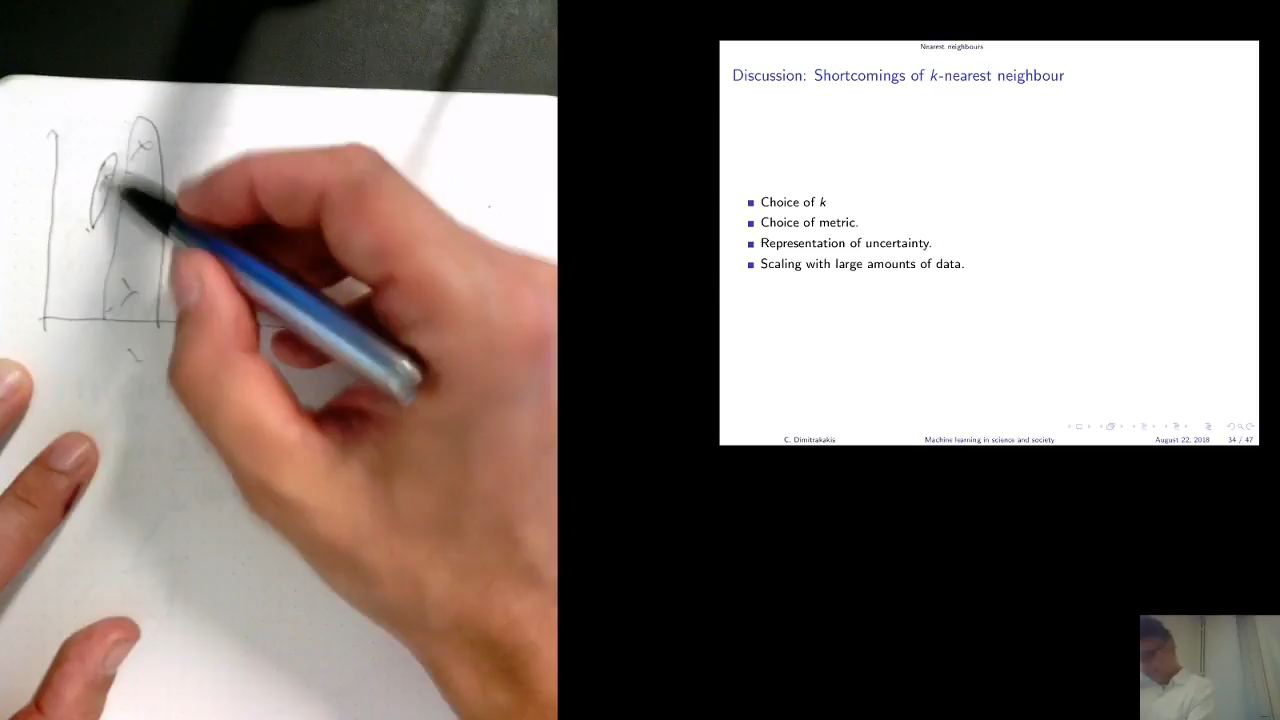 Nearest neighbours
Discussion: Shortcomings of k-nearest neighbour
Choice of k
Choice of metric.
Representation of uncertainty.
Scaling with large amounts of data.
C. Dimitrakakis
Machine learning in science and society
August 22, 2018
34 / 47